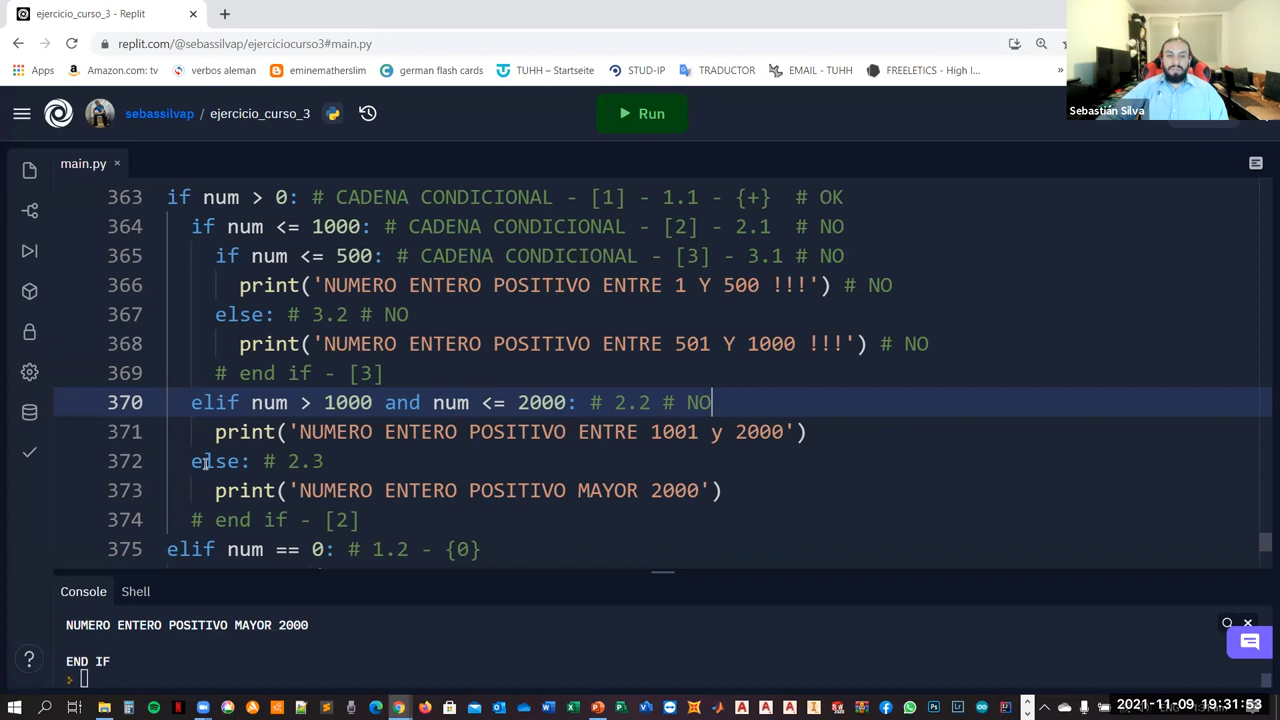 ejercicio_curso_3 - Replit
replit.com/@sebassilvap/ejerciciocurso3#main.py
Apps
Amazon.com: tv
verbos aleman
eminemathslim
german flash cards
TUHH – Startseite
STUD-IP
TRADUCTOR
EMAIL - TUHH
FREELETICS - High I...
Sebastián Silva
sebassilvap / ejercicio_curso_3
Run
main.py
363 if num > 0: # CADENA CONDICIONAL - [1] - 1.1 - {+} # OK
364 if num <= 1000: # CADENA CONDICIONAL - [2] - 2.1 # NO
365 if num <= 500: # CADENA CONDICIONAL - [3] - 3.1 # NO
366 print('NUMERO ENTERO POSITIVO ENTRE 1 Y 500 !!!') # NO
367 else: # 3.2 # NO
368 print('NUMERO ENTERO POSITIVO ENTRE 501 Y 1000 !!!') # NO
369 # end if - [3]
370 elif num > 1000 and num <= 2000: # 2.2 # NO
371 print('NUMERO ENTERO POSITIVO ENTRE 1001 y 2000')
372 else: # 2.3
373 print('NUMERO ENTERO POSITIVO MAYOR 2000')
374 # end if - [2]
375 elif num == 0: # 1.2 - {0}
Console Shell
NUMERO ENTERO POSITIVO MAYOR 2000
END IF
2021-11-09 19:31:53